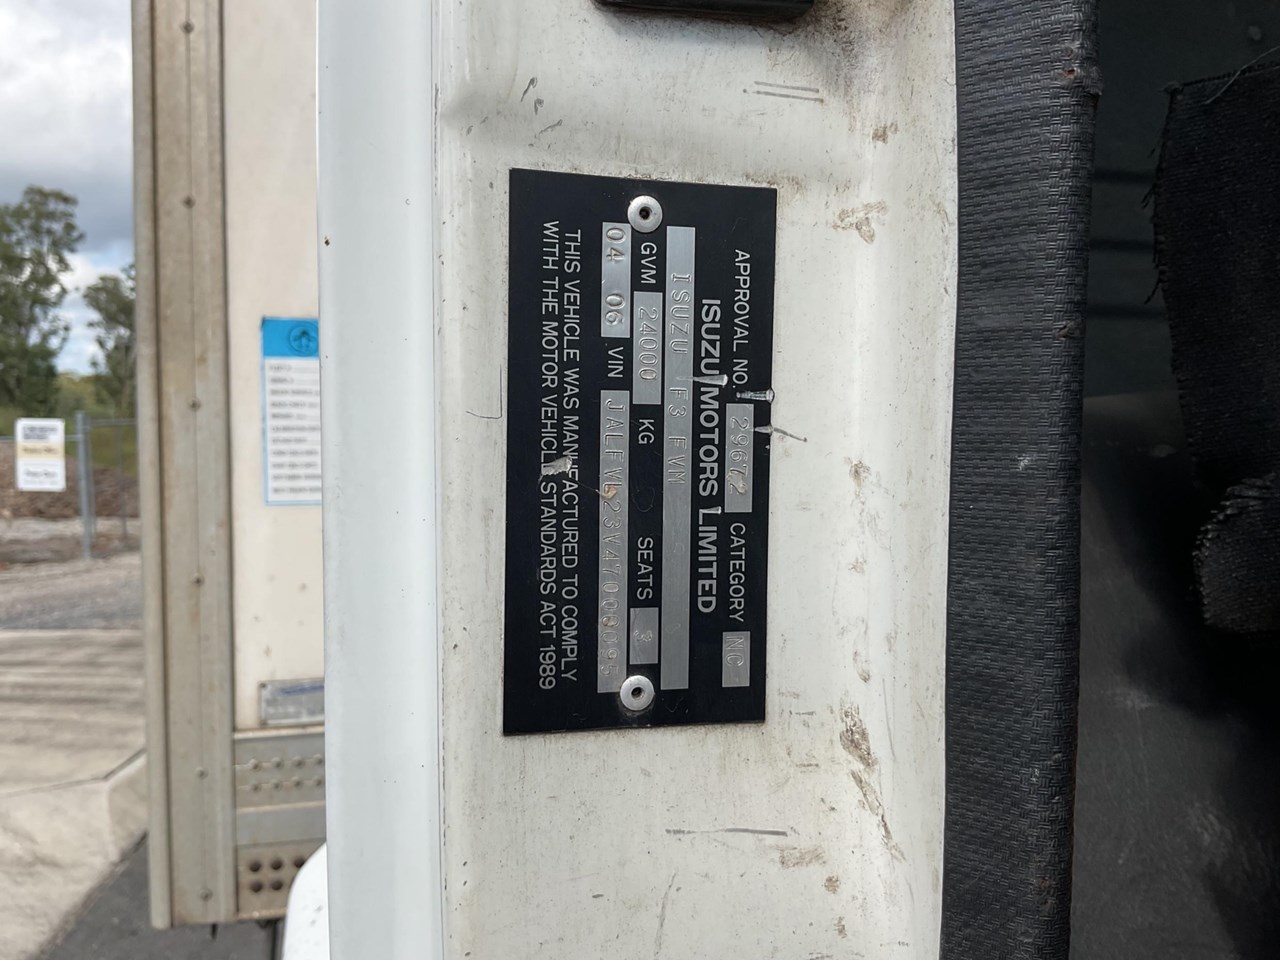 APPROVAL NO. 29672 CATEGORY NC
ISUZU MOTORS LIMITED
ISUZU F3 FVM
GVM 24000 KG SEATS 3
04 06 VIN JALFVL23V47000095
THIS VEHICLE WAS MANUFACTURED TO COMPLY
WITH THE MOTOR VEHICLE STANDARDS ACT 1989